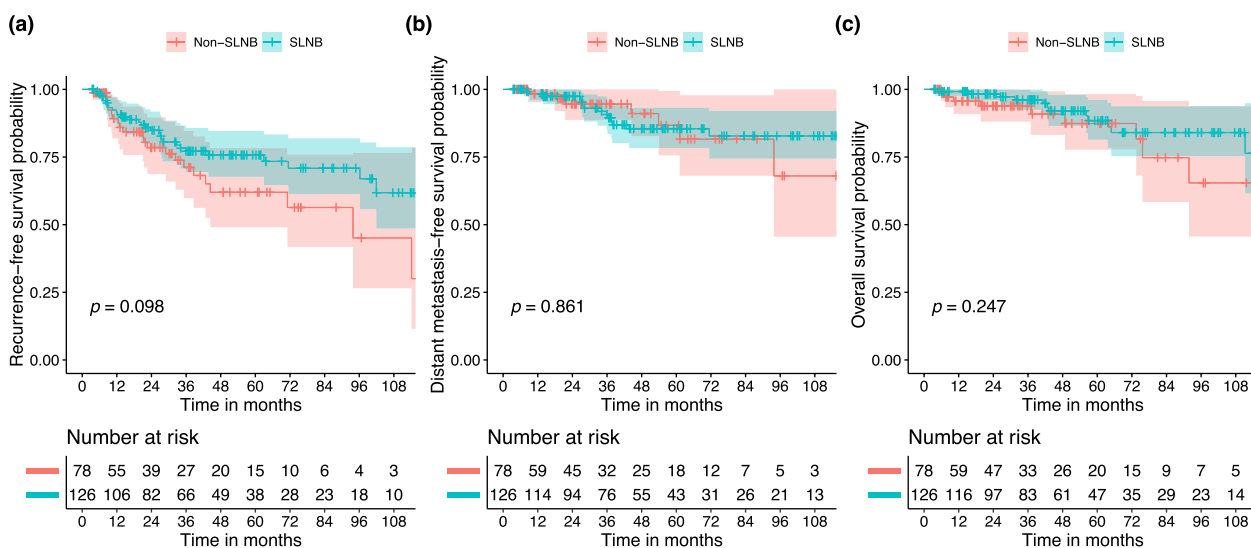 (a)
Non−SLNB SLNB
Recurrence−free survival probability
1.00
0.75
0.50
0.25
0.00
p = 0.098
0 12 24 36 48 60 72 84 96 108
Time in months
Number at risk
78 55 39 27 20 15 10 6 4 3
126 106 82 66 49 38 28 23 18 10
0 12 24 36 48 60 72 84 96 108
Time in months
(b)
Non−SLNB SLNB
Distant metastasis−free survival probability
1.00
0.75
0.50
0.25
0.00
p = 0.861
0 12 24 36 48 60 72 84 96 108
Time in months
Number at risk
78 59 45 32 25 18 12 7 5 3
126 114 94 76 55 43 31 26 21 13
0 12 24 36 48 60 72 84 96 108
Time in months
(c)
Non−SLNB SLNB
Overall survival probability
1.00
0.75
0.50
0.25
0.00
p = 0.247
0 12 24 36 48 60 72 84 96 108
Time in months
Number at risk
78 59 47 33 26 20 15 9 7 5
126 116 97 83 61 47 35 29 23 14
0 12 24 36 48 60 72 84 96 108
Time in months